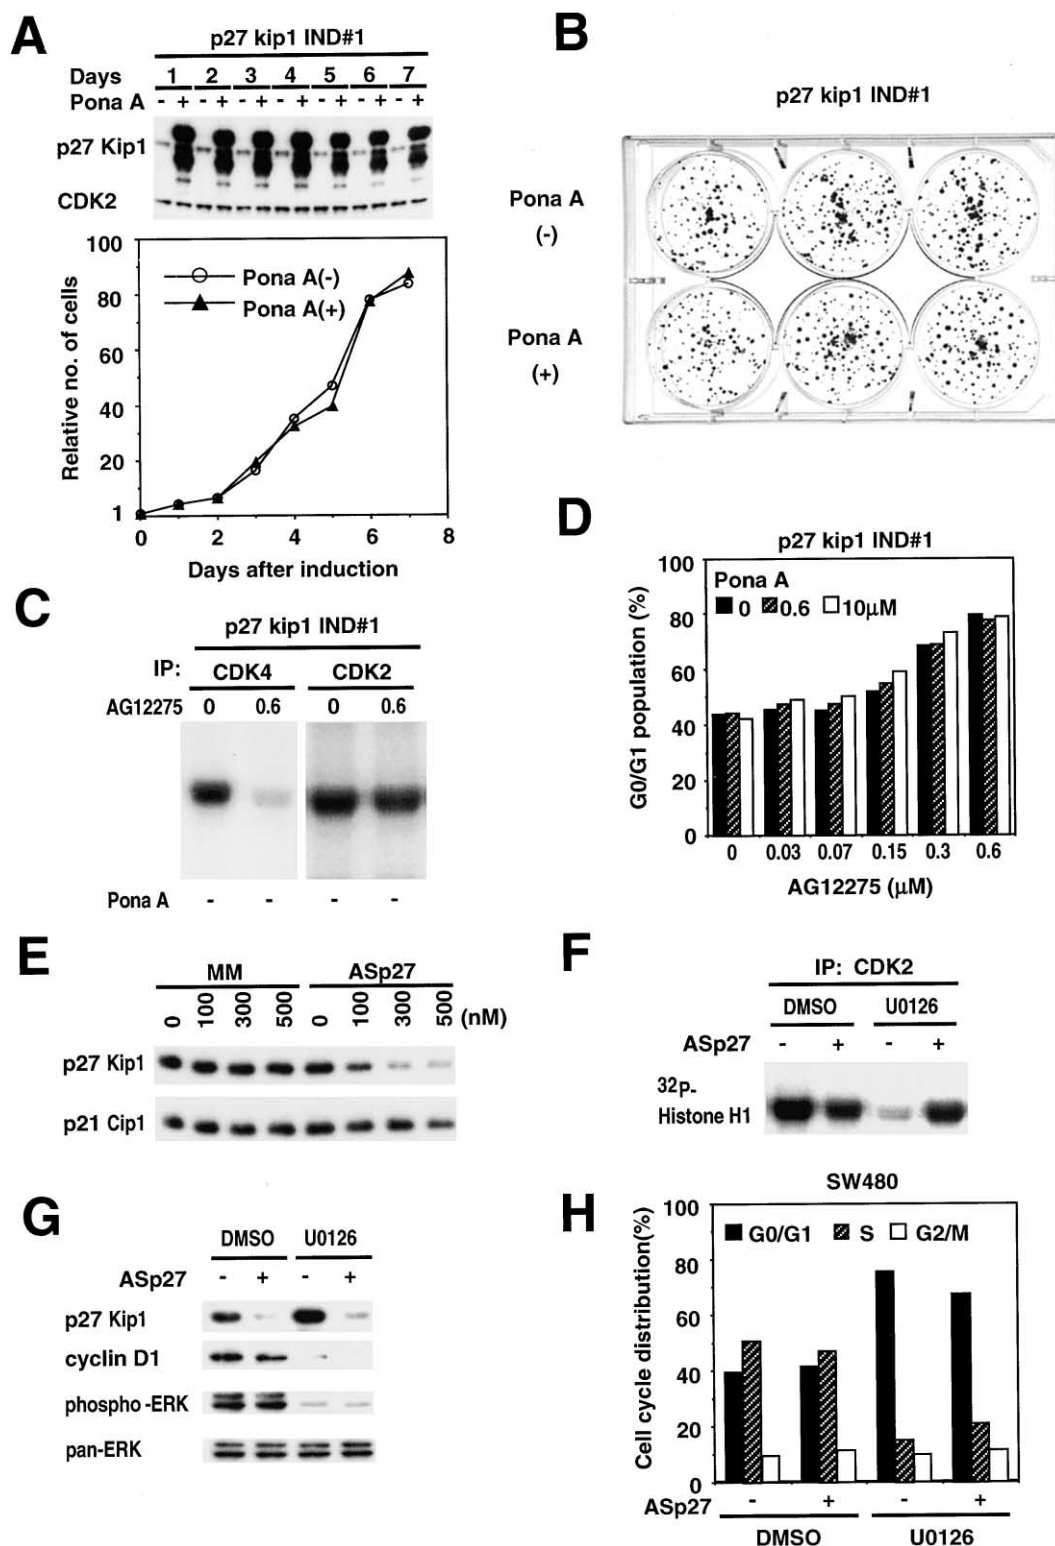 A
p27 kip1 IND#1
Days 1 2 3 4 5 6 7
Pona A - + - + - + - + - + - + - +
p27 Kip1
CDK2
100
80
60
40
20
1
Relative no. of cells
Pona A(-)
Pona A(+)
0 2 4 6 8
Days after induction
B
p27 kip1 IND#1
Pona A
(-)
Pona A
(+)
C
p27 kip1 IND#1
IP: CDK4 CDK2
AG12275 0 0.6 0 0.6
Pona A - - - -
D
p27 kip1 IND#1
100
80
60
40
20
0
G0/G1 population (%)
Pona A
0 0.6 10μM
0 0.03 0.07 0.15 0.3 0.6
AG12275 (μM)
E
MM ASp27
0 100 300 500 0 100 300 500 (nM)
p27 Kip1
p21 Cip1
F
IP: CDK2
DMSO U0126
ASp27 - + - +
32P-
Histone H1
G
DMSO U0126
ASp27 - + - +
p27 Kip1
cyclin D1
phospho-ERK
pan-ERK
H
SW480
100
80
60
40
20
0
Cell cycle distribution(%)
G0/G1 S G2/M
ASp27 - + - +
DMSO U0126